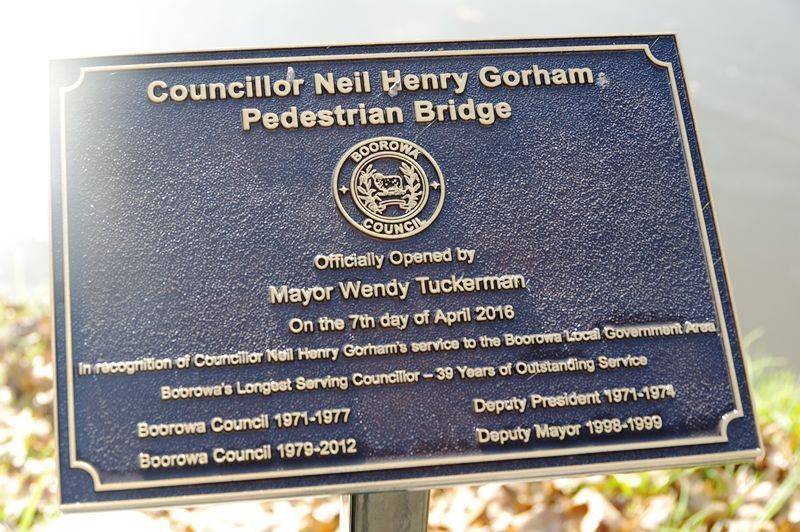 Councillor Neil Henry Gorham
Pedestrian Bridge
BOOROWA
COUNCIL
Officially Opened by
Mayor Wendy Tuckerman
On the 7th day of April 2016
In recognition of Councillor Neil Henry Gorham's service to the Boorowa Local Government Area
Boorowa's Longest Serving Councillor – 39 Years of Outstanding Service
Boorowa Council 1971-1977
Deputy President 1971-1974
Boorowa Council 1979-2012
Deputy Mayor 1998-1999